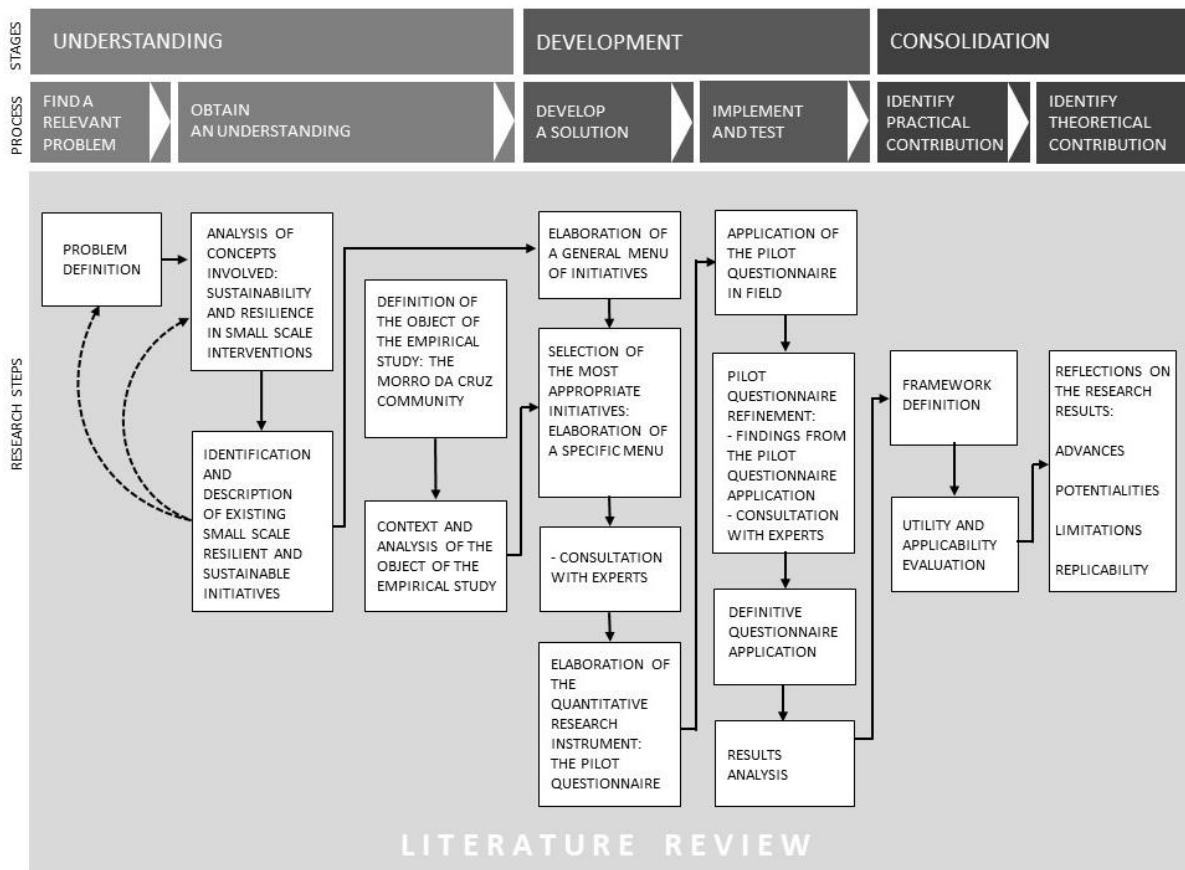 STAGES
UNDERSTANDING
DEVELOPMENT
CONSOLIDATION
PROCESS
FIND A
RELEVANT
PROBLEM
OBTAIN
AN UNDERSTANDING
DEVELOP
A SOLUTION
IMPLEMENT
AND TEST
IDENTIFY
PRACTICAL
CONTRIBUTION
IDENTIFY
THEORETICAL
CONTRIBUTION
RESEARCH STEPS
PROBLEM
DEFINITION
ANALYSIS OF
CONCEPTS
INVOLVED:
SUSTAINABILITY
AND RESILIENCE
IN SMALL SCALE
INTERVENTIONS
IDENTIFICATION
AND
DESCRIPTION
OF EXISTING
SMALL SCALE
RESILIENT AND
SUSTAINABLE
INITIATIVES
DEFINITION OF
THE OBJECT OF
THE EMPIRICAL
STUDY: THE
MORRO DA CRUZ
COMMUNITY
CONTEXT AND
ANALYSIS OF THE
OBJECT OF THE
EMPIRICAL STUDY
ELABORATION OF
A GENERAL MENU
OF INITIATIVES
SELECTION OF
THE MOST
APPROPRIATE
INITIATIVES:
ELABORATION OF
A SPECIFIC MENU
- CONSULTATION
WITH EXPERTS
ELABORATION OF
THE
QUANTITATIVE
RESEARCH
INSTRUMENT:
THE PILOT
QUESTIONNAIRE
APPLICATION OF
THE PILOT
QUESTIONNAIRE
IN FIELD
PILOT
QUESTIONNAIRE
REFINEMENT:
- FINDINGS FROM
THE PILOT
QUESTIONNAIRE
APPLICATION
- CONSULTATION
WITH EXPERTS
DEFINITIVE
QUESTIONNAIRE
APPLICATION
RESULTS
ANALYSIS
FRAMEWORK
DEFINITION
UTILITY AND
APPLICABILITY
EVALUATION
REFLECTIONS ON
THE RESEARCH
RESULTS:
ADVANCES
POTENTIALITIES
LIMITATIONS
REPLICABILITY
LITERATURE REVIEW